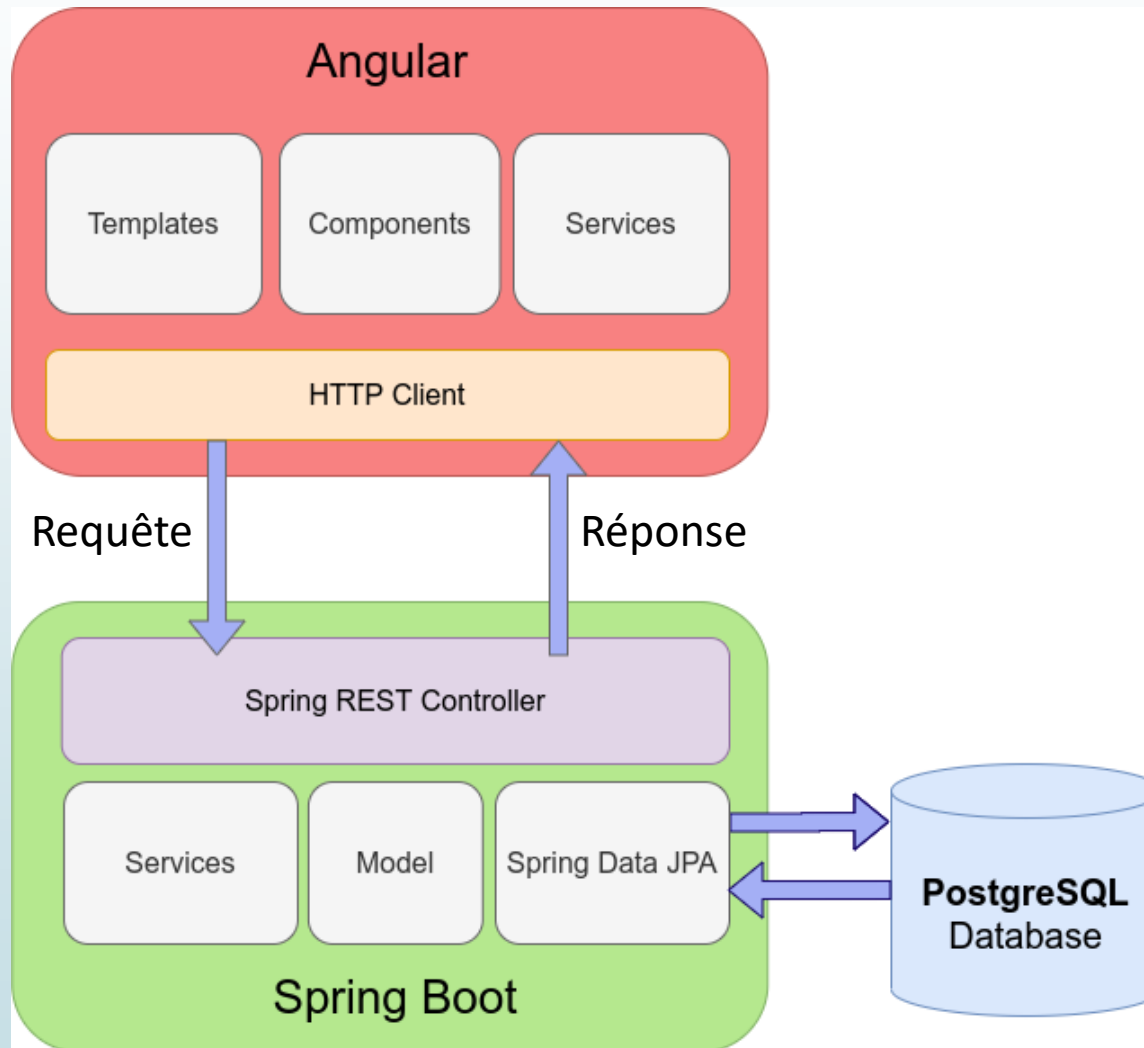 Angular
Templates
Components
Services
HTTP Client
Requête
Réponse
Spring REST Controller
Services
Model
Spring Data JPA
PostgreSQL
Database
Spring Boot